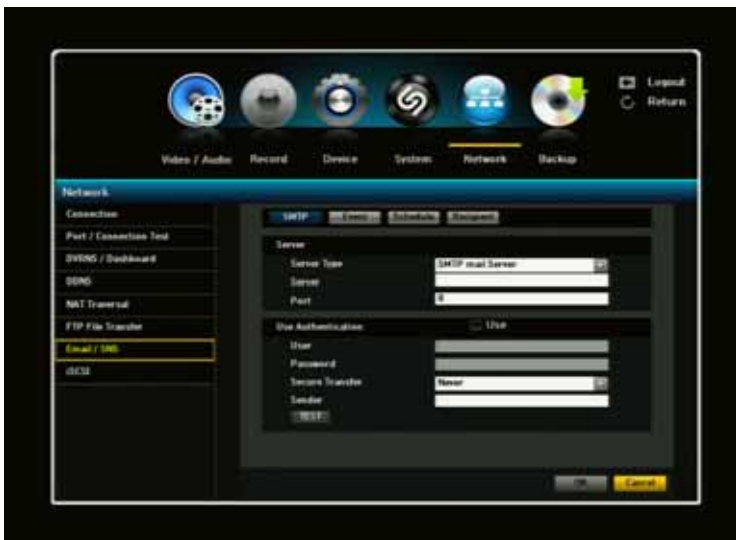 Logout
Return
Video / Audio
Record
Device
System
Network
Backup
Network
Connection
Port / Connection Test
DVRNS / Dashboard
DDNS
NAT Traversal
FTP File Transfer
Email / SNS
iSCSI
SMTP
Event
Schedule
Recipient
Server
Server Type
SMTP mail Server
Server
Port
Use Authentication
Use
User
Password
Secure Transfer
Never
Sender
TEST
OK
Cancel